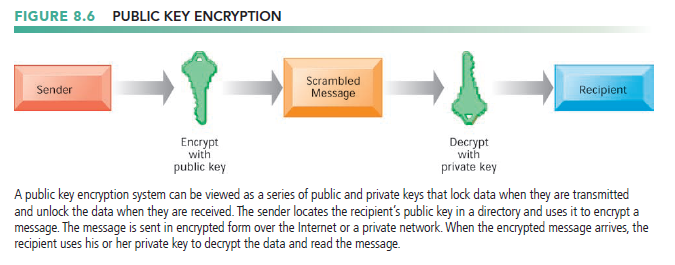 FIGURE 8.6 PUBLIC KEY ENCRYPTION
Sender
Scrambled
Message
Recipient
Encrypt
with
public key
Decrypt
with
private key
A public key encryption system can be viewed as a series of public and private keys that lock data when they are transmitted
and unlock the data when they are received. The sender locates the recipient's public key in a directory and uses it to encrypt a
message. The message is sent in encrypted form over the Internet or a private network. When the encrypted message arrives, the
recipient uses his or her private key to decrypt the data and read the message.